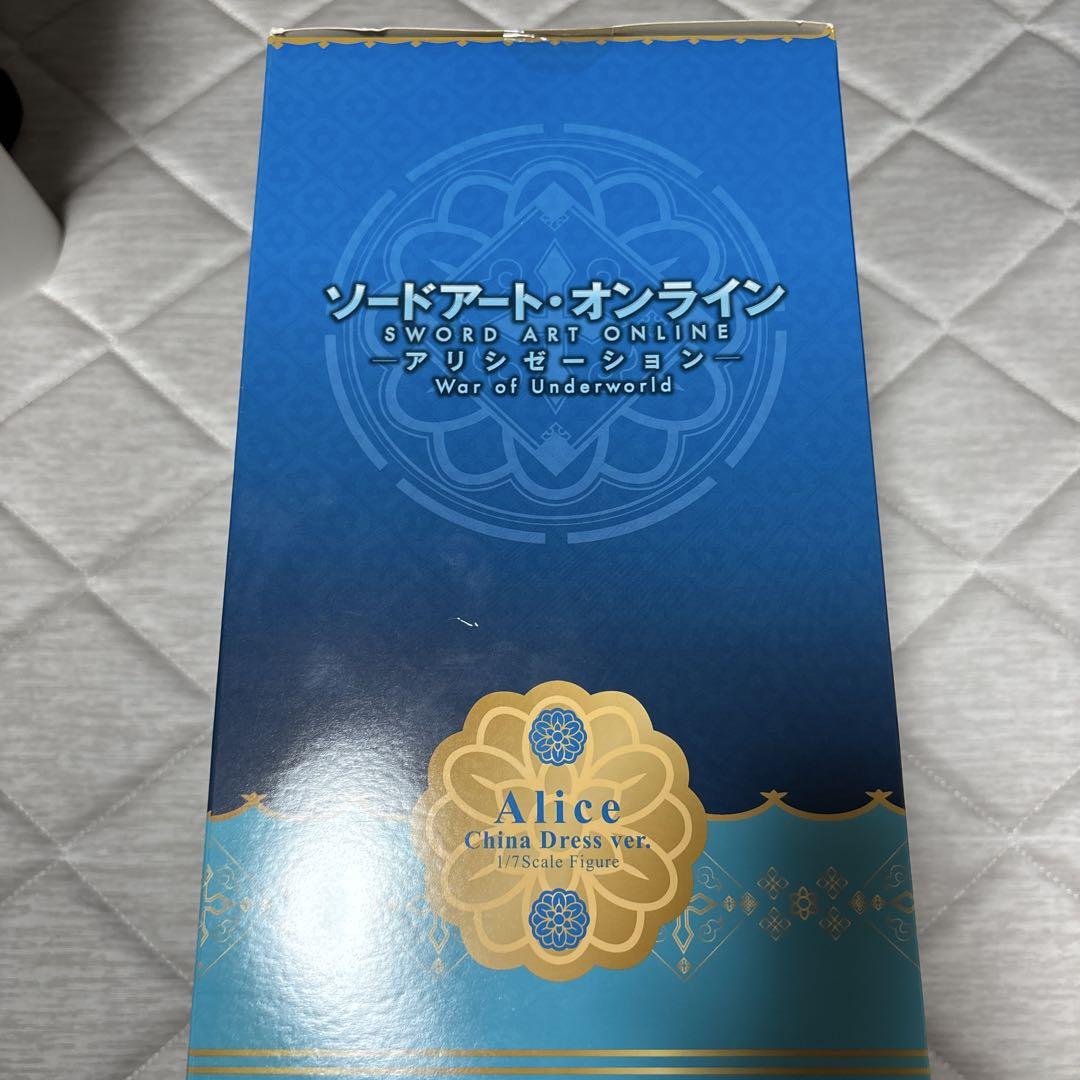 ソードアート・オンライン
SWORD ART ONLINE
アリシゼーション
War of Underworld
Alice
China Dress ver.
1/7Scale Figure